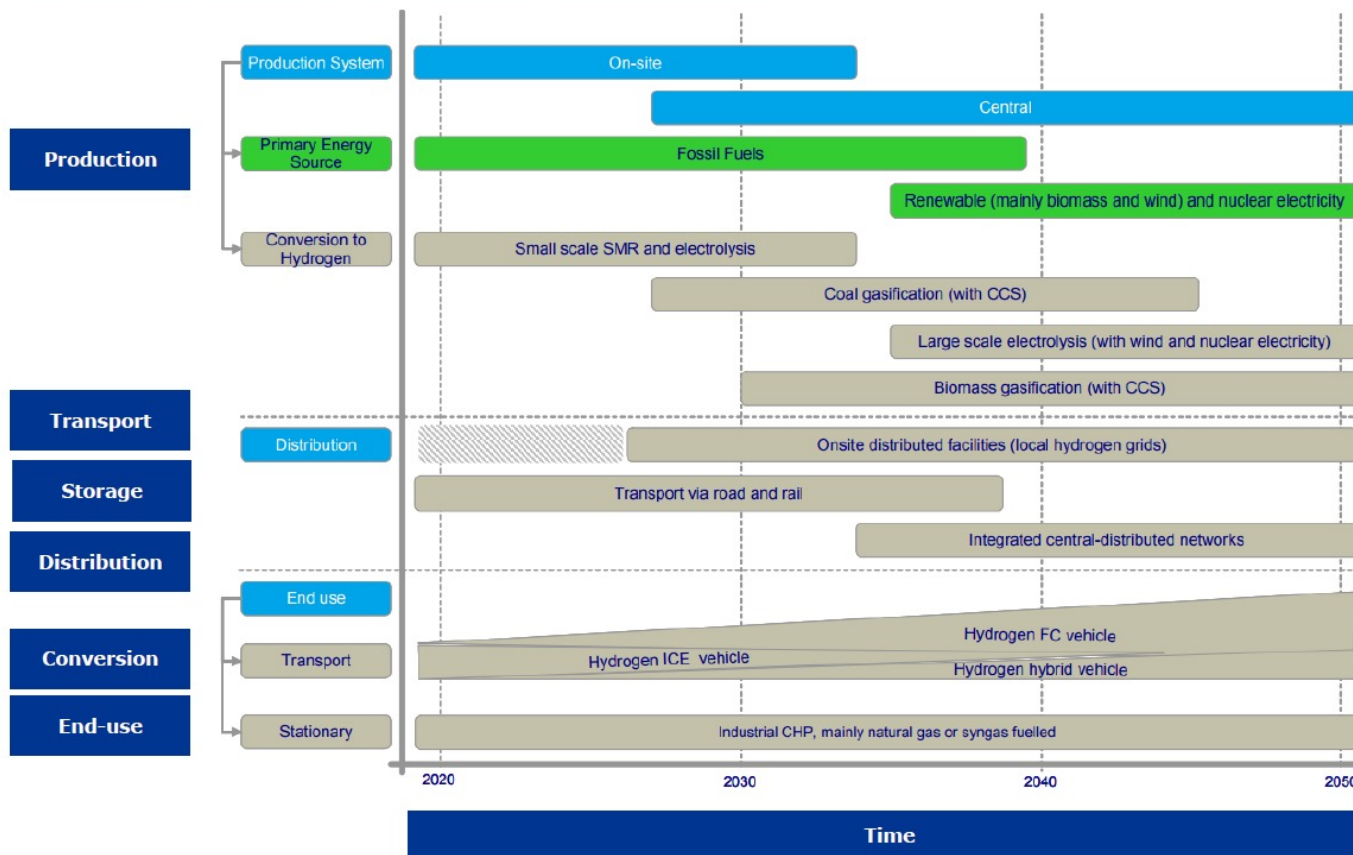 Production System
On-site
Central
Production
Primary Energy
Source
Fossil Fuels
Renewable (mainly biomass and wind) and nuclear electricity
Conversion to
Hydrogen
Small scale SMR and electrolysis
Coal gasification (with CCS)
Large scale electrolysis (with wind and nuclear electricity)
Biomass gasification (with CCS)
Transport
Distribution
Onsite distributed facilities (local hydrogen grids)
Storage
Transport via road and rail
Distribution
Integrated central-distributed networks
End use
Hydrogen FC vehicle
Conversion
Transport
Hydrogen ICE vehicle
Hydrogen hybrid vehicle
End-use
Stationary
Industrial CHP, mainly natural gas or syngas fuelled
2020
2030
2040
2050
Time